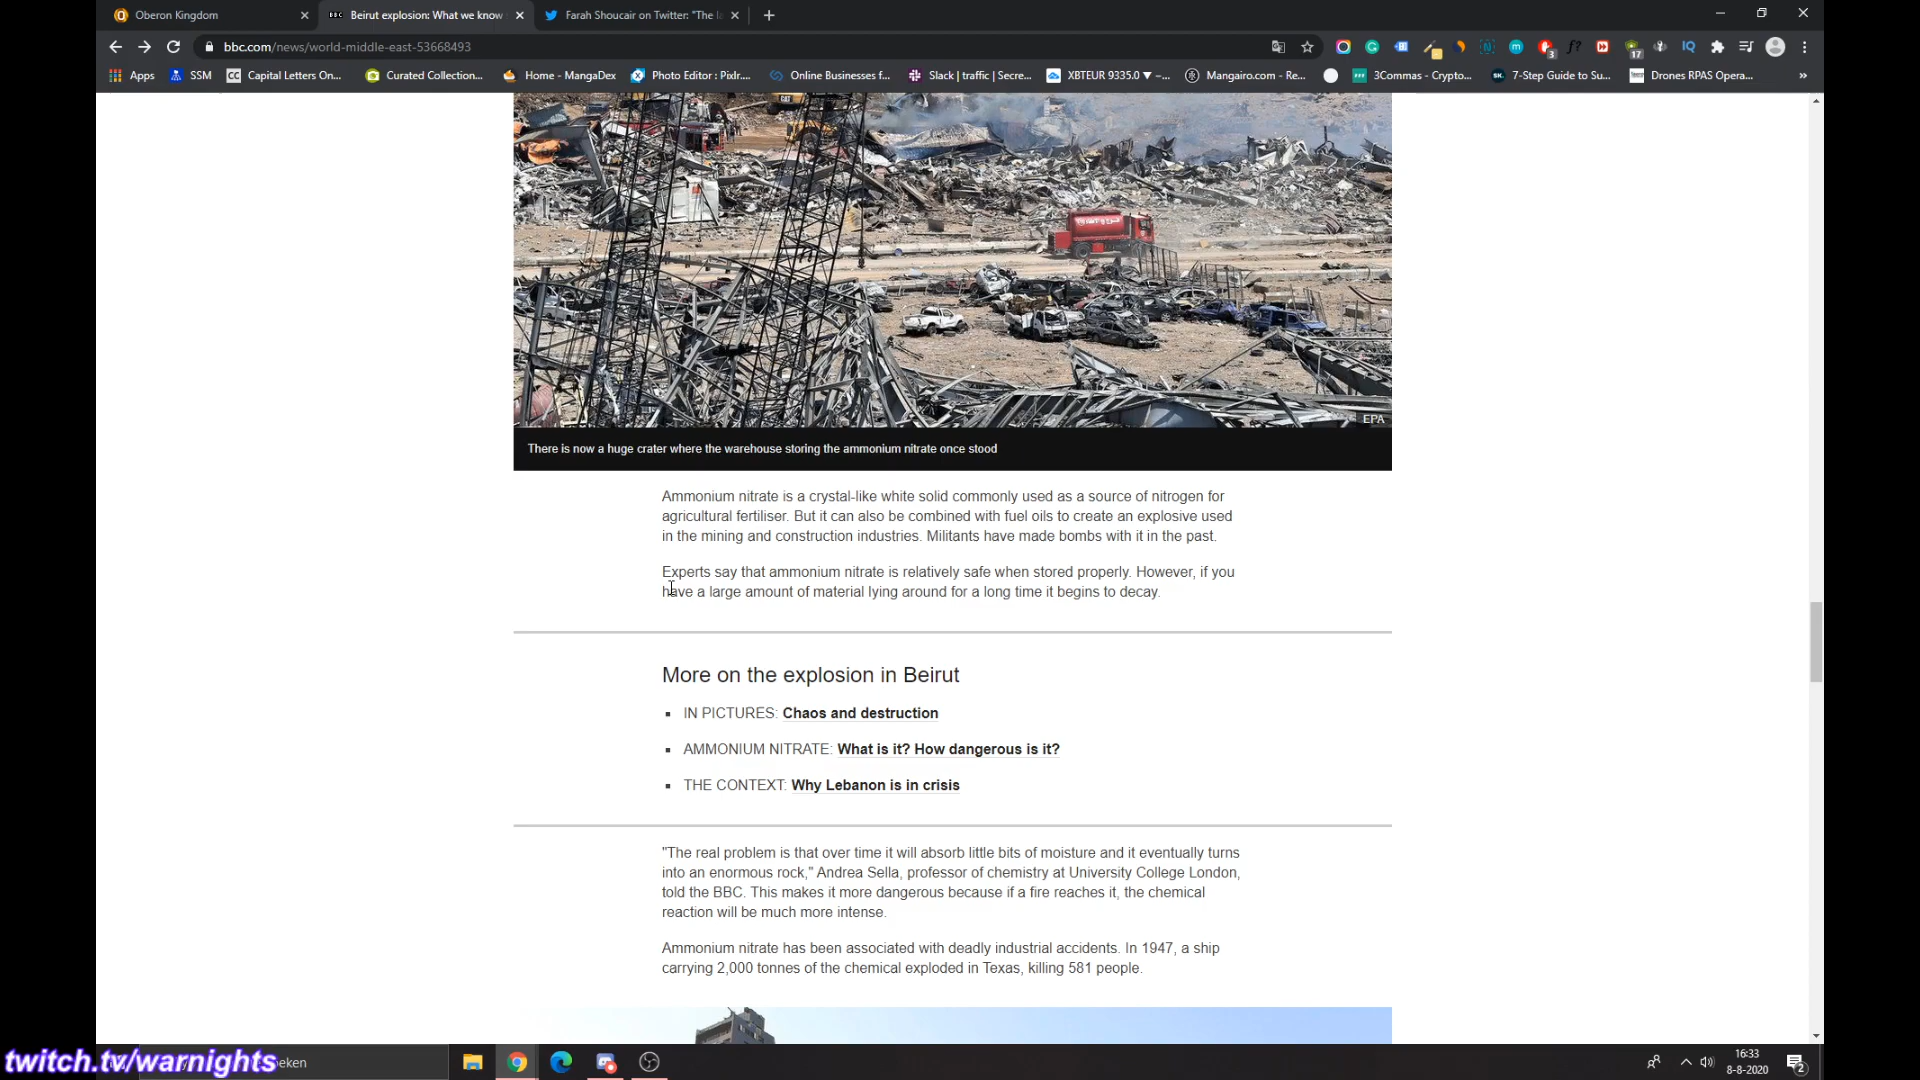 Oberon Kingdom
BBC Beirut explosion: What we know
Farah Shoucair on Twitter: "The l
bbc.com/news/world-middle-east-53668493
3
17
IQ
Apps
SSM
CC Capital Letters On...
Curated Collection...
Home - MangaDex
Photo Editor : Pixlr...
Online Businesses f...
Slack | traffic | Secre...
XBTEUR 9335.0 ▼ –...
Mangairo.com - Re...
3Commas - Crypto...
SK. 7-Step Guide to Su...
Drones RPAS Opera...
»
EPA
There is now a huge crater where the warehouse storing the ammonium nitrate once stood
Ammonium nitrate is a crystal-like white solid commonly used as a source of nitrogen for
agricultural fertiliser. But it can also be combined with fuel oils to create an explosive used
in the mining and construction industries. Militants have made bombs with it in the past.
Experts say that ammonium nitrate is relatively safe when stored properly. However, if you
have a large amount of material lying around for a long time it begins to decay.
More on the explosion in Beirut
▪ IN PICTURES: Chaos and destruction
▪ AMMONIUM NITRATE: What is it? How dangerous is it?
▪ THE CONTEXT: Why Lebanon is in crisis
"The real problem is that over time it will absorb little bits of moisture and it eventually turns
into an enormous rock," Andrea Sella, professor of chemistry at University College London,
told the BBC. This makes it more dangerous because if a fire reaches it, the chemical
reaction will be much more intense.
Ammonium nitrate has been associated with deadly industrial accidents. In 1947, a ship
carrying 2,000 tonnes of the chemical exploded in Texas, killing 581 people.
twitch.tv/warnights
eken
16:33
8-8-2020
2